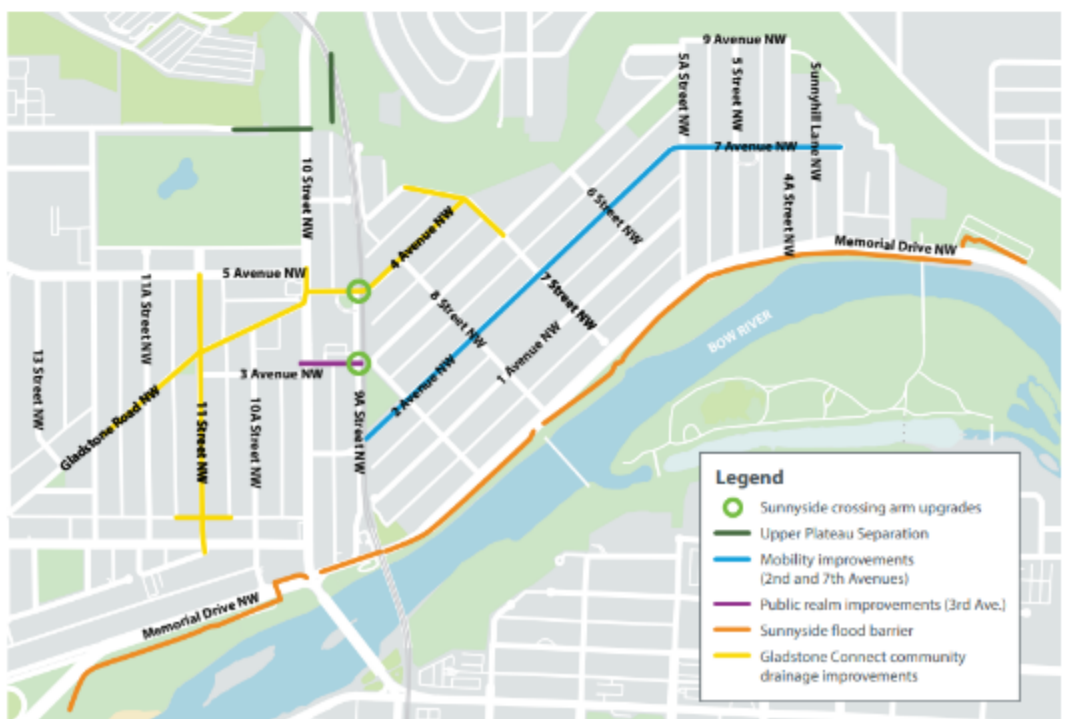 9 Avenue NW
5A Street NW
5 Street NW
Sunnyhill Lane NW
7 Avenue NW
10 Street NW
4A Street NW
6 Street NW
4 Avenue NW
Memorial Drive NW
5 Avenue NW
11A Street NW
8 Street NW
7 Street NW
BOW RIVER
1 Avenue NW
13 Street NW
3 Avenue NW
2 Avenue NW
Gladstone Road NW
11 Street NW
10A Street NW
9A Street NW
Memorial Drive NW
Legend
Sunnyside crossing arm upgrades
Upper Plateau Separation
Mobility improvements
(2nd and 7th Avenues)
Public realm improvements (3rd Ave.)
Sunnyside flood barrier
Gladstone Connect community
drainage improvements